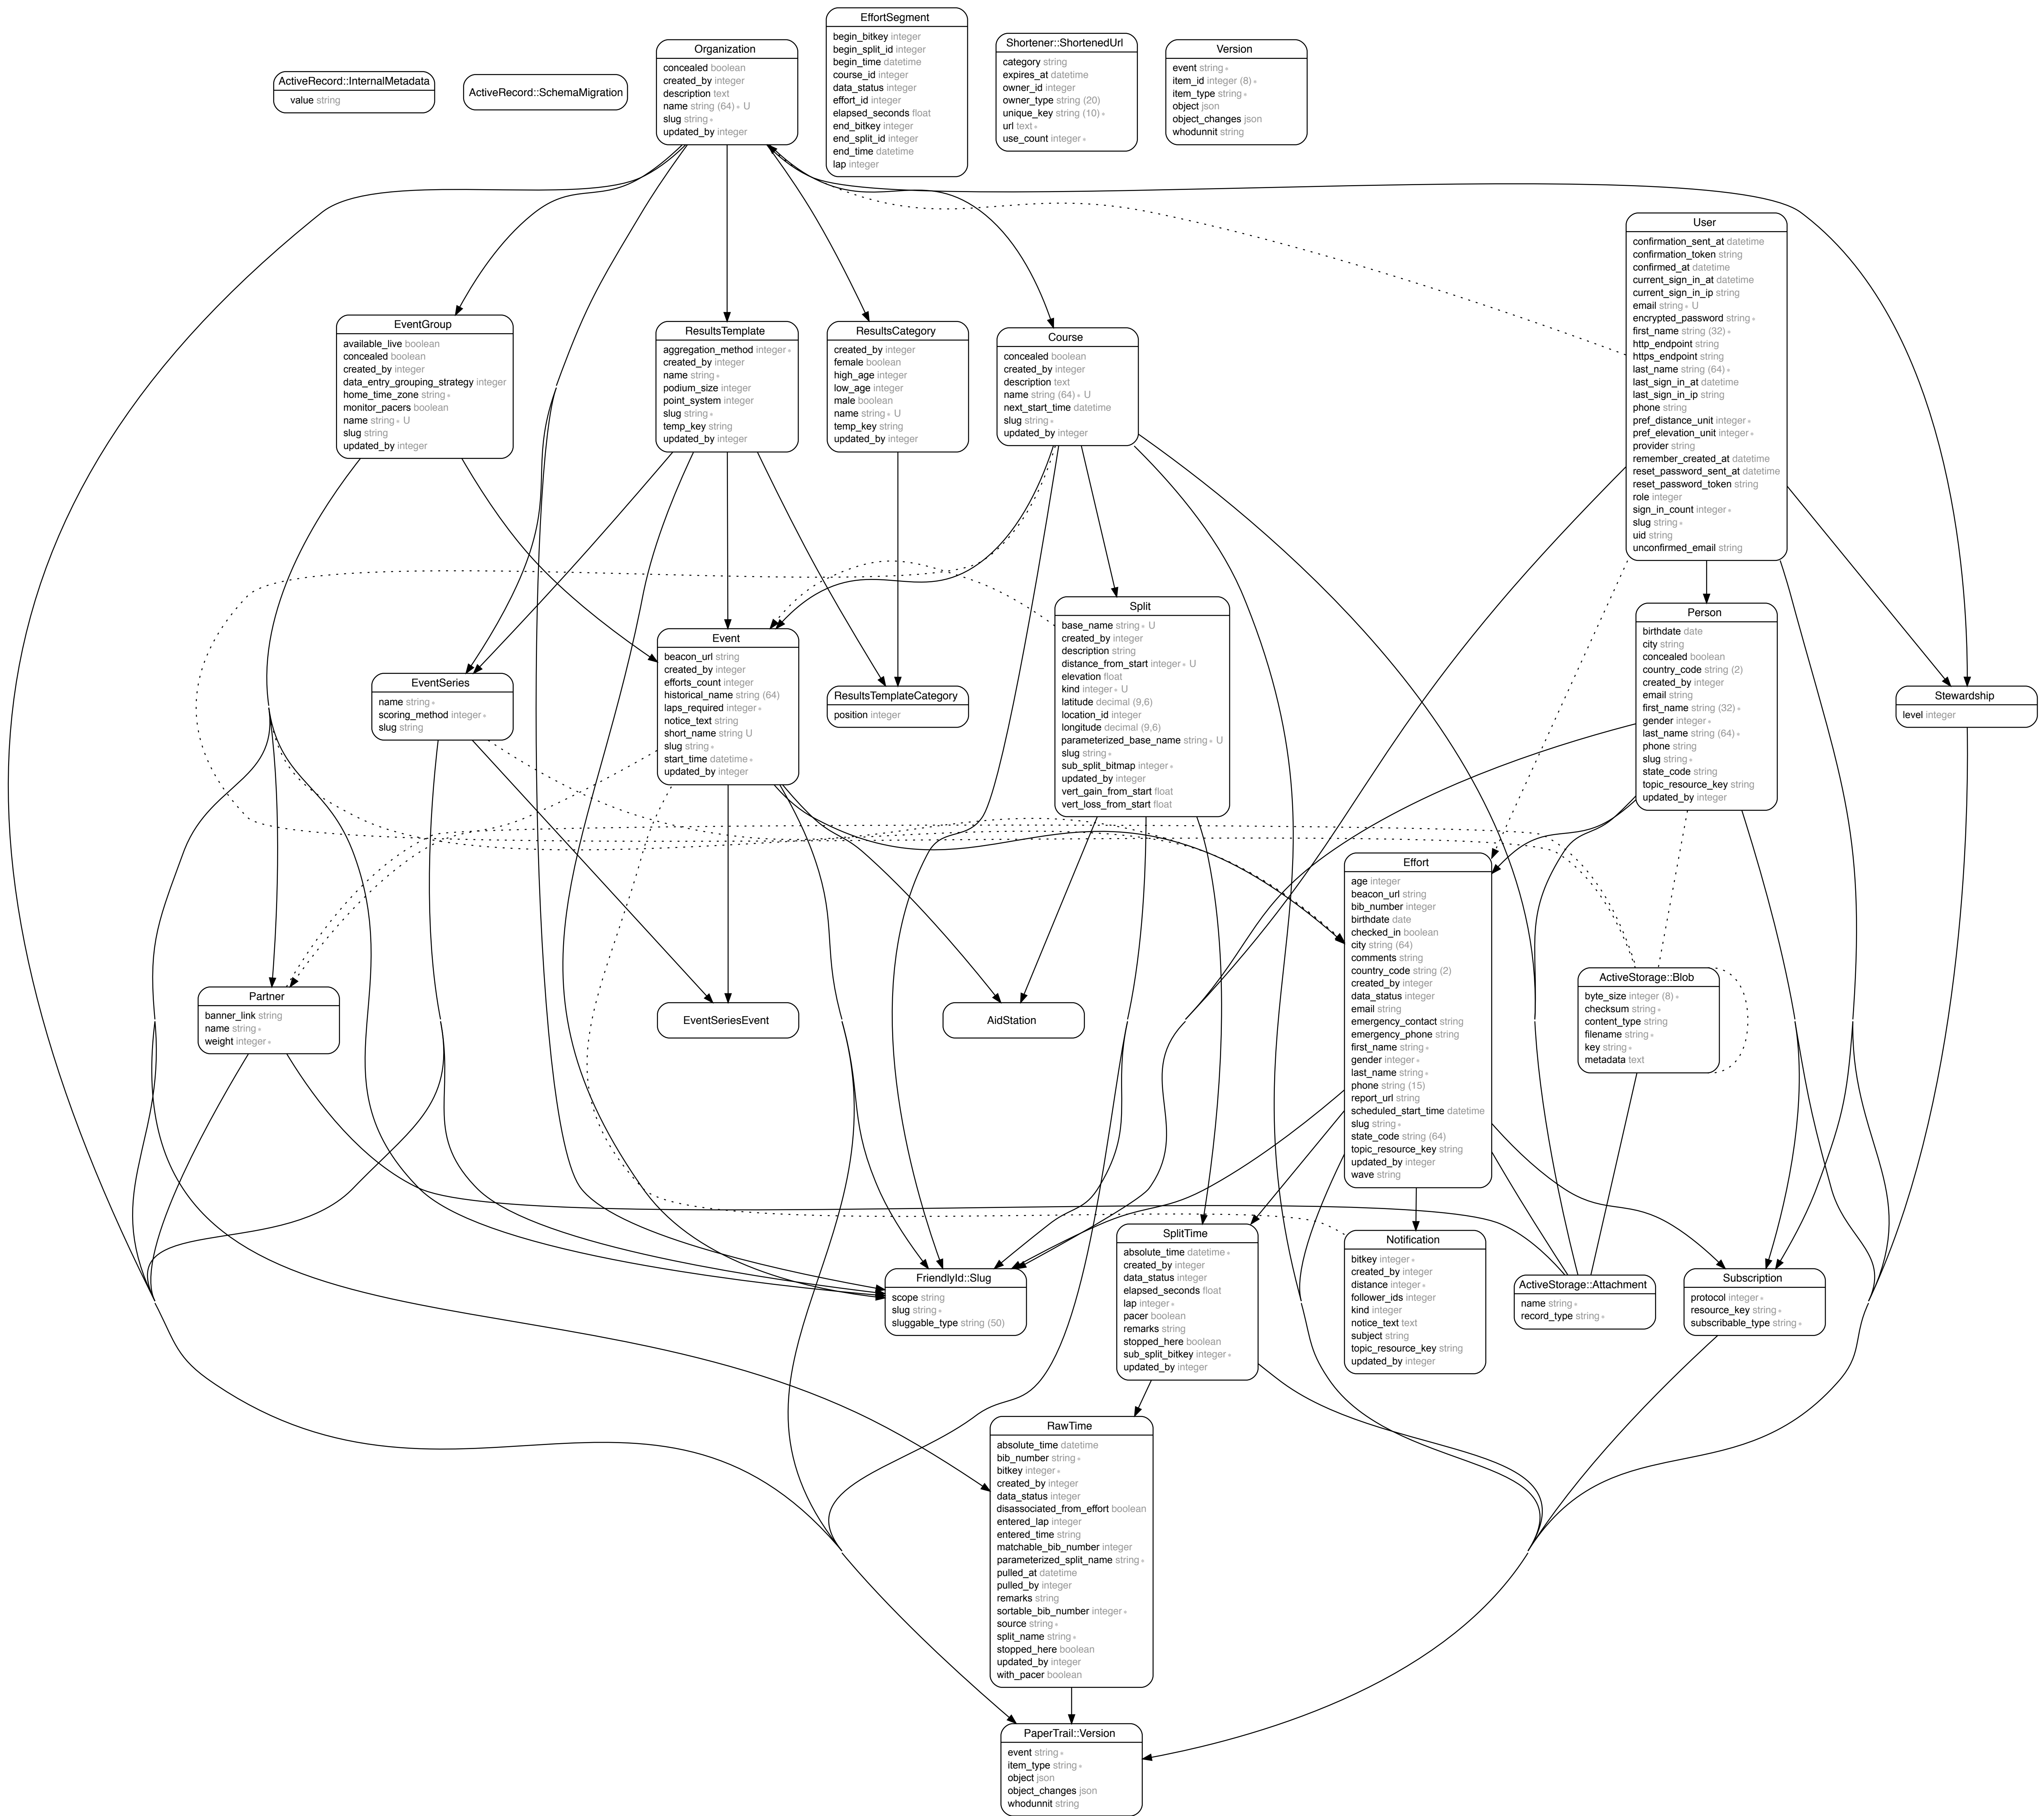 EffortSegment
begin_bitkey integer
begin_split_id integer
begin_time datetime
course_id integer
data_status integer
effort_id integer
elapsed_seconds float
end_bitkey integer
end_split_id integer
end_time datetime
lap integer
Organization
concealed boolean
created_by integer
description text
name string (64) ∗ U
slug string ∗
updated_by integer
Shortener::ShortenedUrl
category string
expires_at datetime
owner_id integer
owner_type string (20)
unique_key string (10) ∗
url text ∗
use_count integer ∗
Version
event string ∗
item_id integer (8) ∗
item_type string ∗
object json
object_changes json
whodunnit string
ActiveRecord::InternalMetadata
value string
ActiveRecord::SchemaMigration
User
confirmation_sent_at datetime
confirmation_token string
confirmed_at datetime
current_sign_in_at datetime
current_sign_in_ip string
email string ∗ U
encrypted_password string ∗
first_name string (32) ∗
http_endpoint string
https_endpoint string
last_name string (64) ∗
last_sign_in_at datetime
last_sign_in_ip string
phone string
pref_distance_unit integer ∗
pref_elevation_unit integer ∗
provider string
remember_created_at datetime
reset_password_sent_at datetime
reset_password_token string
role integer
sign_in_count integer ∗
slug string ∗
uid string
unconfirmed_email string
EventGroup
available_live boolean
concealed boolean
created_by integer
data_entry_grouping_strategy integer
home_time_zone string ∗
monitor_pacers boolean
name string ∗ U
slug string
updated_by integer
ResultsTemplate
aggregation_method integer ∗
created_by integer
name string ∗
podium_size integer
point_system integer
slug string ∗
temp_key string
updated_by integer
ResultsCategory
created_by integer
female boolean
high_age integer
low_age integer
male boolean
name string ∗ U
temp_key string
updated_by integer
Course
concealed boolean
created_by integer
description text
name string (64) ∗ U
next_start_time datetime
slug string ∗
updated_by integer
Split
base_name string ∗ U
created_by integer
description string
distance_from_start integer ∗ U
elevation float
kind integer ∗ U
latitude decimal (9,6)
location_id integer
longitude decimal (9,6)
parameterized_base_name string ∗ U
slug string ∗
sub_split_bitmap integer ∗
updated_by integer
vert_gain_from_start float
vert_loss_from_start float
Person
birthdate date
city string
concealed boolean
country_code string (2)
created_by integer
email string
first_name string (32) ∗
gender integer ∗
last_name string (64) ∗
phone string
slug string ∗
state_code string
topic_resource_key string
updated_by integer
Event
beacon_url string
created_by integer
efforts_count integer
historical_name string (64)
laps_required integer ∗
notice_text string
short_name string U
slug string ∗
start_time datetime ∗
updated_by integer
EventSeries
name string ∗
scoring_method integer ∗
slug string
ResultsTemplateCategory
position integer
Stewardship
level integer
Effort
age integer
beacon_url string
bib_number integer
birthdate date
checked_in boolean
city string (64)
comments string
country_code string (2)
created_by integer
data_status integer
email string
emergency_contact string
emergency_phone string
first_name string ∗
gender integer ∗
last_name string ∗
phone string (15)
report_url string
scheduled_start_time datetime
slug string ∗
state_code string (64)
topic_resource_key string
updated_by integer
wave string
ActiveStorage::Blob
byte_size integer (8) ∗
checksum string ∗
content_type string
filename string ∗
key string ∗
metadata text
Partner
banner_link string
name string ∗
weight integer ∗
EventSeriesEvent
AidStation
SplitTime
absolute_time datetime ∗
created_by integer
data_status integer
elapsed_seconds float
lap integer ∗
pacer boolean
remarks string
stopped_here boolean
sub_split_bitkey integer ∗
updated_by integer
Notification
bitkey integer ∗
created_by integer
distance integer ∗
follower_ids integer
kind integer
notice_text text
subject string
topic_resource_key string
updated_by integer
FriendlyId::Slug
scope string
slug string ∗
sluggable_type string (50)
ActiveStorage::Attachment
name string ∗
record_type string ∗
Subscription
protocol integer ∗
resource_key string ∗
subscribable_type string ∗
RawTime
absolute_time datetime
bib_number string ∗
bitkey integer ∗
created_by integer
data_status integer
disassociated_from_effort boolean
entered_lap integer
entered_time string
matchable_bib_number integer
parameterized_split_name string ∗
pulled_at datetime
pulled_by integer
remarks string
sortable_bib_number integer ∗
source string ∗
split_name string ∗
stopped_here boolean
updated_by integer
with_pacer boolean
PaperTrail::Version
event string ∗
item_type string ∗
object json
object_changes json
whodunnit string